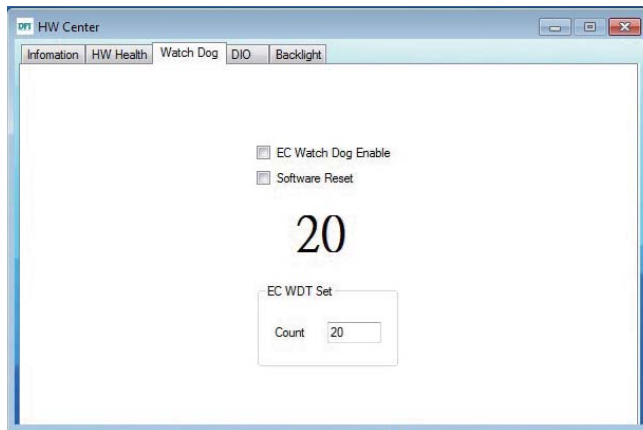 DFI HW Center
Infomation HW Health Watch Dog DIO Backlight
EC Watch Dog Enable
Software Reset
20
EC WDT Set
Count 20